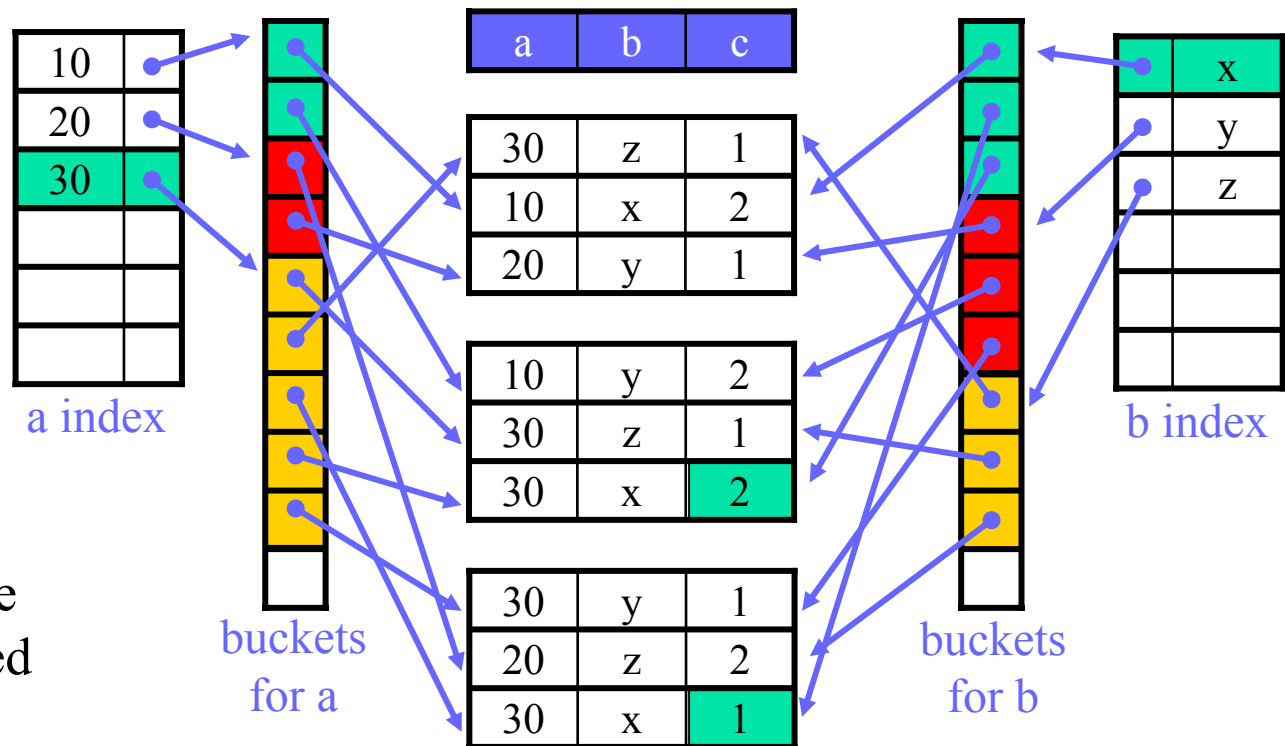 a b c
10
20
30
a index
30 z 1
10 x 2
20 y 1
10 y 2
30 z 1
30 x 2
30 y 1
20 z 2
30 x 1
x
y
z
b index
buckets
for a
buckets
for b
e
ed